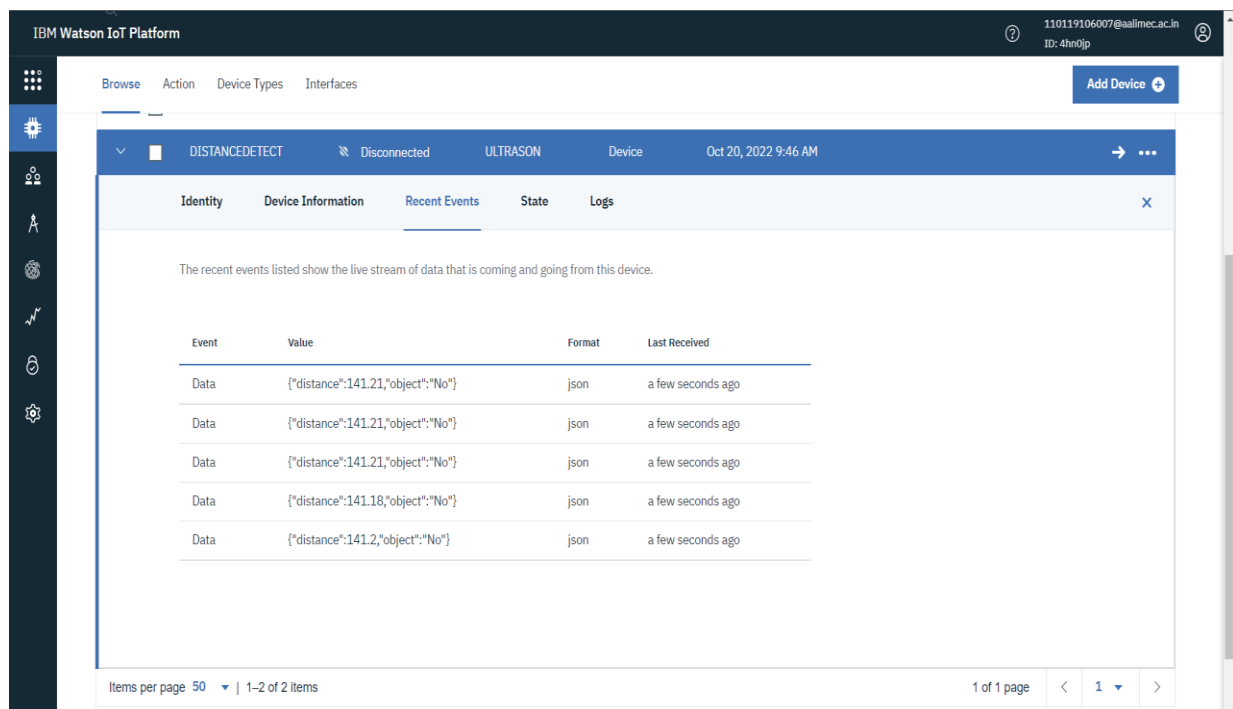 IBM Watson IoT Platform
110119106007@aalimec.ac.in
ID: 4hn0jp
Browse Action Device Types Interfaces
Add Device
DISTANCEDETECT Disconnected ULTRASON Device Oct 20, 2022 9:46 AM
Identity Device Information Recent Events State Logs
The recent events listed show the live stream of data that is coming and going from this device.
Event Value Format Last Received
Data {"distance":141.21,"object":"No"} json a few seconds ago
Data {"distance":141.21,"object":"No"} json a few seconds ago
Data {"distance":141.21,"object":"No"} json a few seconds ago
Data {"distance":141.18,"object":"No"} json a few seconds ago
Data {"distance":141.2,"object":"No"} json a few seconds ago
Items per page 50 | 1–2 of 2 items 1 of 1 page 1